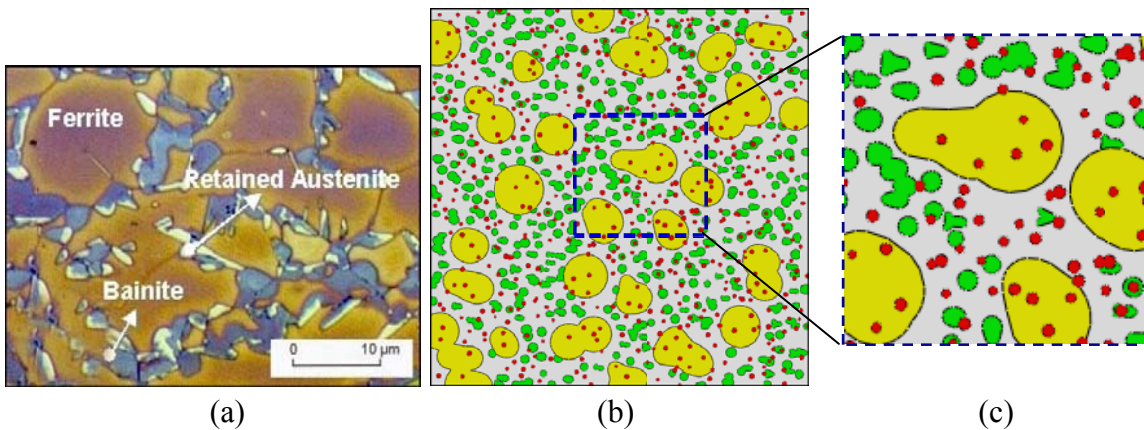 Ferrite
Retained Austenite
Bainite
0 10 µm
(a) (b) (c)